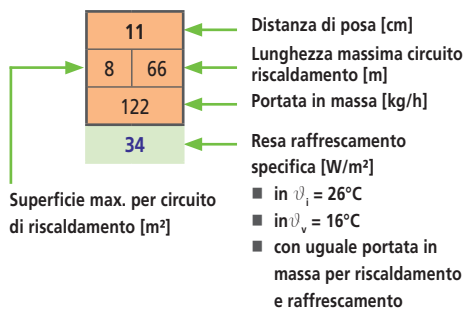 11
8 66
122
34
Distanza di posa [cm]
Lunghezza massima circuito
riscaldamento [m]
Portata in massa [kg/h]
Resa raffrescamento
specifica [W/m²]
■ in ϑi = 26°C
■ inϑv = 16°C
■ con uguale portata in
massa per riscaldamento
e raffrescamento
Superficie max. per circuito
di riscaldamento [m²]